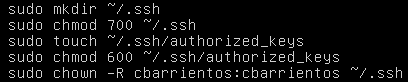 sudo mkdir ~/.ssh
sudo chmod 700 ~/.ssh
sudo touch ~/.ssh/authorized_keys
sudo chmod 600 ~/.ssh/authorized_keys
sudo chown -R cbarrientos:cbarrientos ~/.ssh